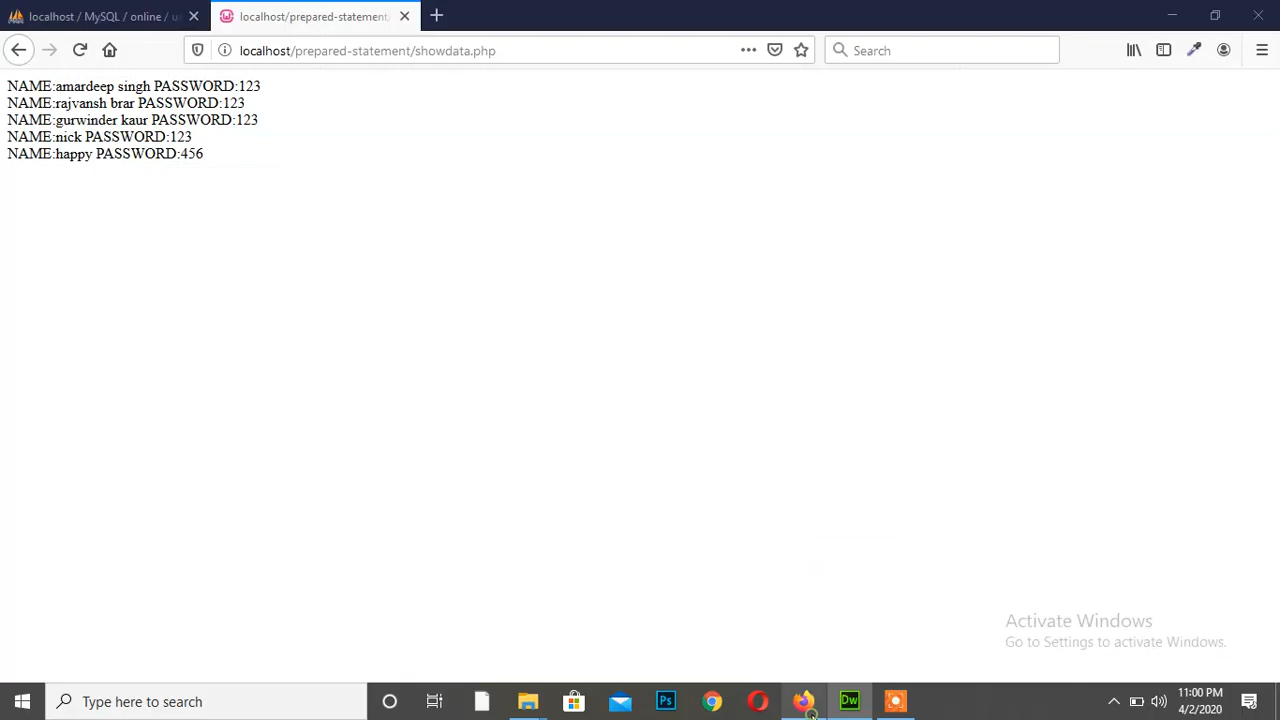 localhost / MySQL / online / u
localhost/prepared-statement/
localhost/prepared-statement/showdata.php
Search
NAME:amardeep singh PASSWORD:123
NAME:rajvansh brar PASSWORD:123
NAME:gurwinder kaur PASSWORD:123
NAME:nick PASSWORD:123
NAME:happy PASSWORD:456
Activate Windows
Go to Settings to activate Windows.
Type here to search
Ps
Dw
11:00 PM
4/2/2020